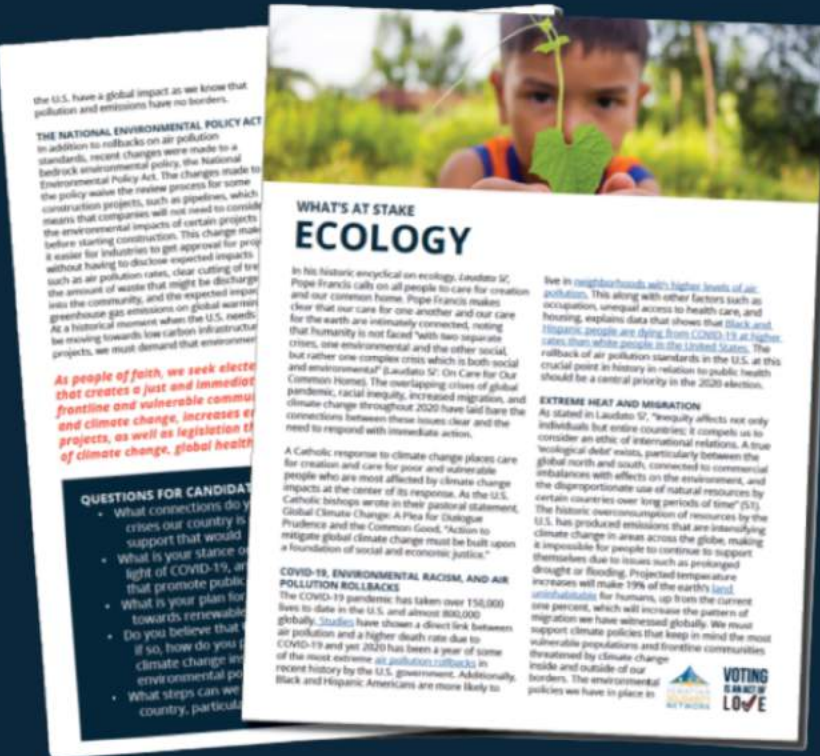 the U.S. have a global impact as we know that
pollution and emissions have no borders.
THE NATIONAL ENVIRONMENTAL POLICY ACT
In addition to rollbacks on air pollution
standards, recent changes were made to a
bedrock environmental policy, the National
Environmental Policy Act. The changes made to
the policy waive the review process for some
construction projects, such as pipelines, which
means that companies will not need to conside
the environmental impacts of certain projects
before starting construction. This change mak
it easier for industries to get approval for proj
without having to disclose expected impacts
such as air pollution rates, clear cutting of tre
the amount of waste that might be discharge
into the community, and the expected impac
greenhouse gas emissions on global warmin
At a historical moment when the U.S. needs
be moving towards low carbon infrastructur
projects, we must demand that environmen
As people of faith, we seek electe
that creates a just and immediat
frontline and vulnerable commu
and climate change, increases e
projects, as well as legislation th
of climate change, global health
QUESTIONS FOR CANDIDAT
• What connections do y
crises our country is
support that would
• What is your stance o
light of COVID-19, an
that promote public
• What is your plan for
towards renewable
• Do you believe that
if so, how do you p
climate change in
environmental po
• What steps can we
country, particula
WHAT'S AT STAKE
ECOLOGY
In his historic encyclical on ecology, Laudato Si',
Pope Francis calls on all people to care for creation
and our common home. Pope Francis makes
clear that our care for one another and our care
for the earth are intimately connected, noting
that humanity is not faced "with two separate
crises, one environmental and the other social,
but rather one complex crisis which is both social
and environmental" (Laudato Si': On Care for Our
Common Home). The overlapping crises of global
pandemic, racial inequity, increased migration, and
climate change throughout 2020 have laid bare the
connections between these issues clear and the
need to respond with immediate action.
A Catholic response to climate change places care
for creation and care for poor and vulnerable
people who are most affected by climate change
impacts at the center of its response. As the U.S.
Catholic bishops wrote in their pastoral statement,
Global Climate Change: A Plea for Dialogue
Prudence and the Common Good, "Action to
mitigate global climate change must be built upon
a foundation of social and economic justice."
COVID-19, ENVIRONMENTAL RACISM, AND AIR
POLLUTION ROLLBACKS
The COVID-19 pandemic has taken over 150,000
lives to date in the U.S. and almost 800,000
globally. Studies have shown a direct link between
air pollution and a higher death rate due to
COVID-19 and yet 2020 has been a year of some
of the most extreme air pollution rollbacks in
recent history by the U.S. government. Additionally,
Black and Hispanic Americans are more likely to
live in neighborhoods with higher levels of air
pollution. This along with other factors such as
occupation, unequal access to health care, and
housing, explains data that shows that Black and
Hispanic people are dying from COVID-19 at higher
rates than white people in the United States. The
rollback of air pollution standards in the U.S. at this
crucial point in history in relation to public health
should be a central priority in the 2020 election.
EXTREME HEAT AND MIGRATION
As stated in Laudato Si', "Inequity affects not only
individuals but entire countries; it compels us to
consider an ethic of international relations. A true
'ecological debt' exists, particularly between the
global north and south, connected to commercial
imbalances with effects on the environment, and
the disproportionate use of natural resources by
certain countries over long periods of time" (51).
The historic overconsumption of resources by the
U.S. has produced emissions that are intensifying
climate change in areas across the globe, making
it impossible for people to continue to support
themselves due to issues such as prolonged
drought or flooding. Projected temperature
increases will make 19% of the earth's land
uninhabitable for humans, up from the current
one percent, which will increase the pattern of
migration we have witnessed globally. We must
support climate policies that keep in mind the most
vulnerable populations and frontline communities
threatened by climate change
inside and outside of our
borders. The environmental
policies we have in place in
IGNATIAN
SOLIDARITY
NETWORK
VOTING
IS AN ACT OF
LOVE